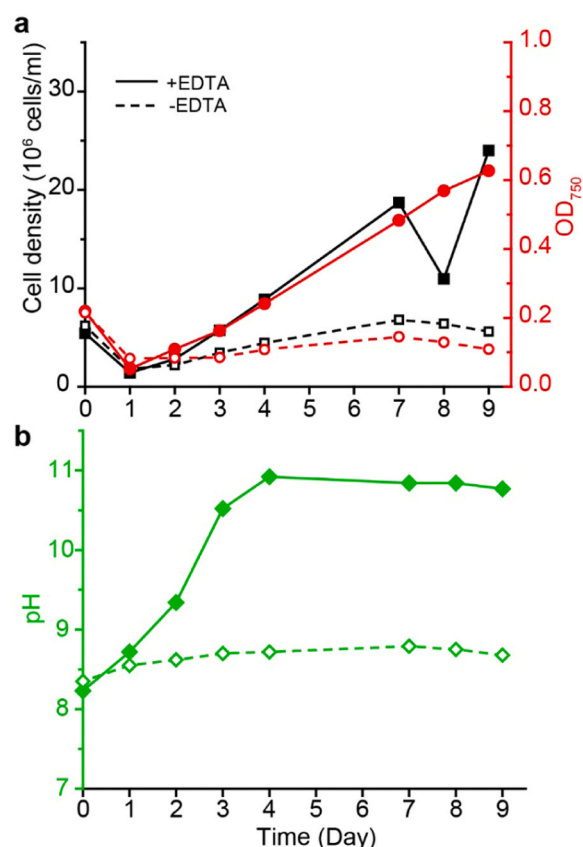 a
Cell density (10⁶ cells/ml)
30
20
10
0
+EDTA
-EDTA
1.0
0.8
0.6
0.4
0.2
0.0
OD₇₅₀
0 1 2 3 4 5 6 7 8 9
b
pH
11
10
9
8
7
0 1 2 3 4 5 6 7 8 9
Time (Day)